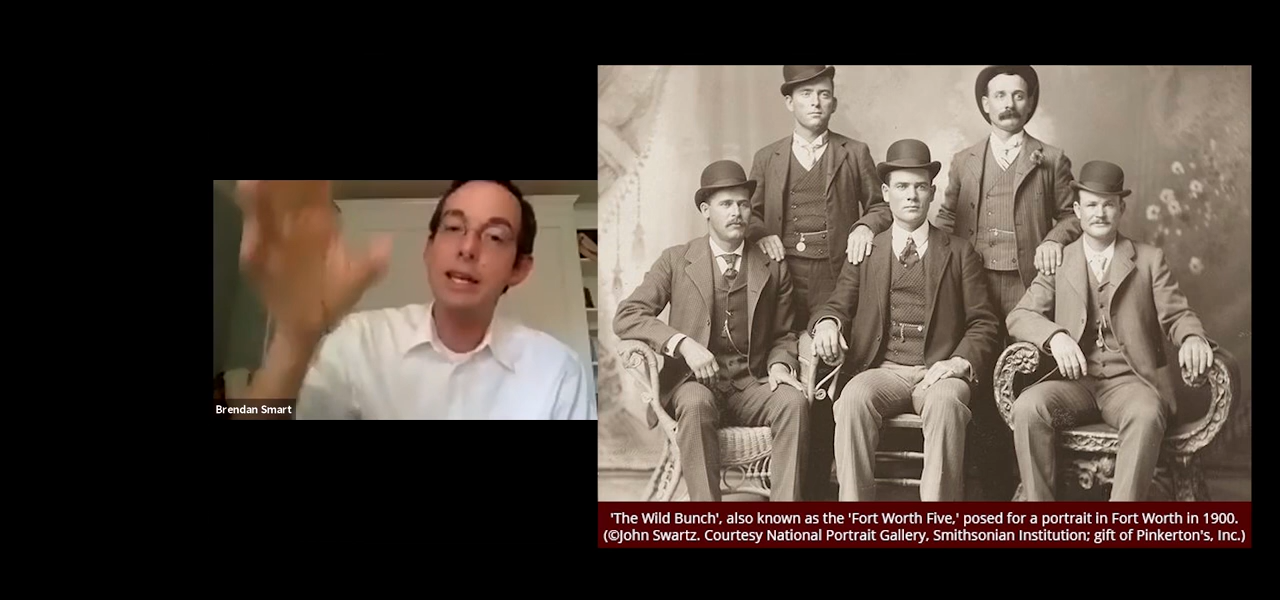 Brendan Smart
'The Wild Bunch', also known as the 'Fort Worth Five,' posed for a portrait in Fort Worth in 1900.
(©John Swartz. Courtesy National Portrait Gallery, Smithsonian Institution; gift of Pinkerton's, Inc.)